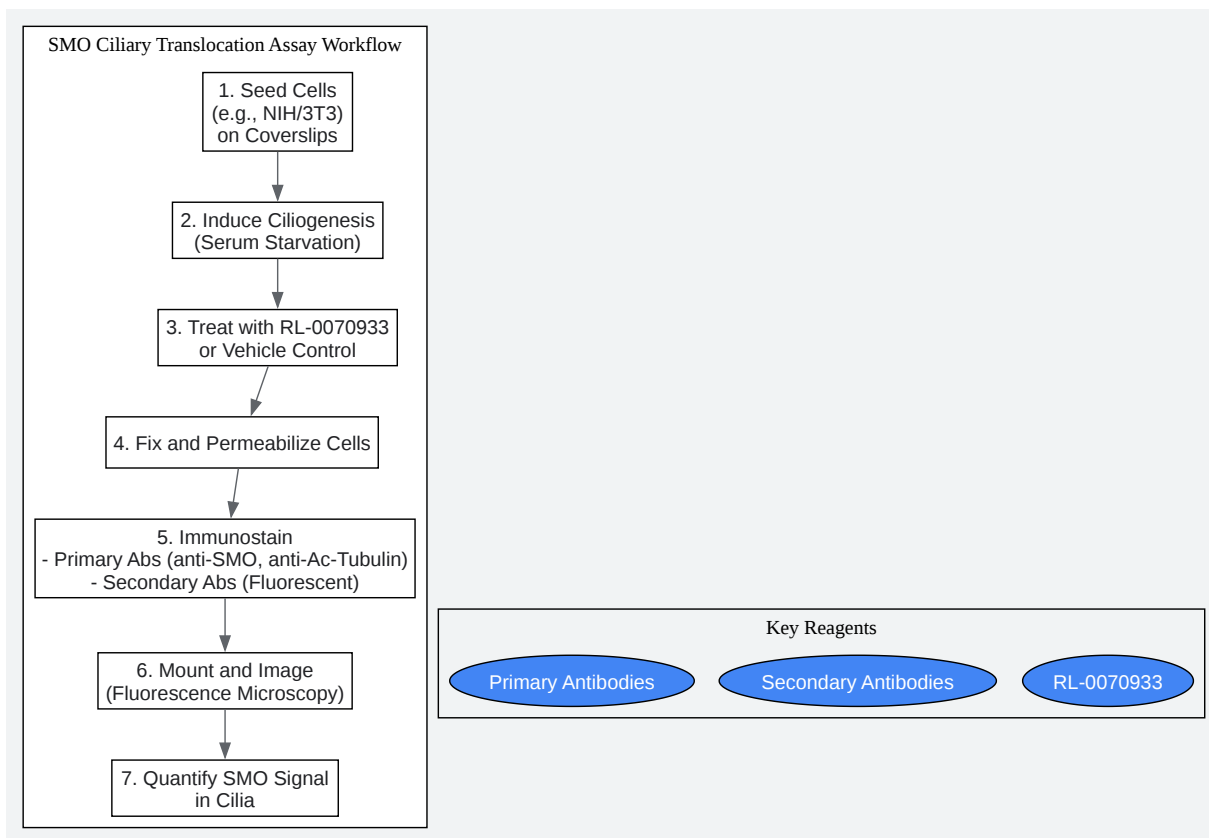 SMO Ciliary Translocation Assay Workflow
1. Seed Cells
(e.g., NIH/3T3)
on Coverslips
2. Induce Ciliogenesis
(Serum Starvation)
3. Treat with RL-0070933
or Vehicle Control
4. Fix and Permeabilize Cells
5. Immunostain
- Primary Abs (anti-SMO, anti-Ac-Tubulin)
- Secondary Abs (Fluorescent)
6. Mount and Image
(Fluorescence Microscopy)
7. Quantify SMO Signal
in Cilia
Key Reagents
Primary Antibodies
Secondary Antibodies
RL-0070933